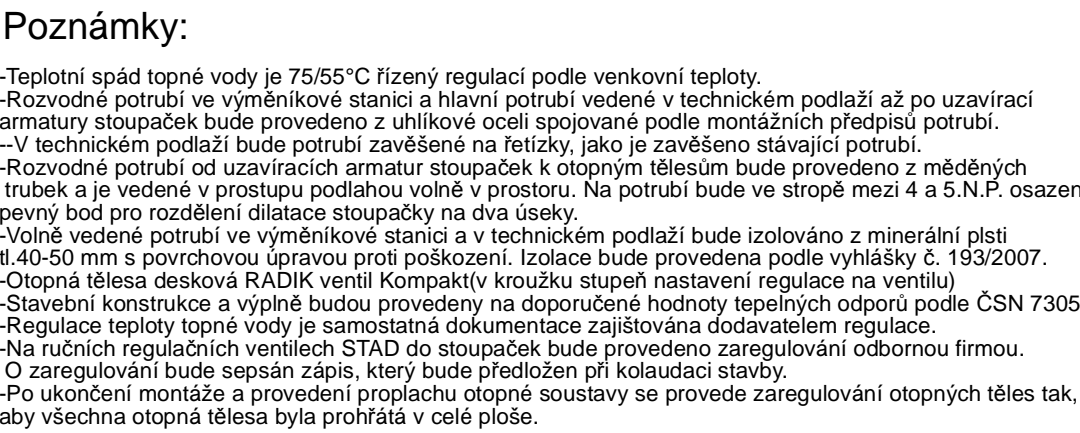 Poznámky:
-Teplotní spád topné vody je 75/55°C řízený regulací podle venkovní teploty.
-Rozvodné potrubí ve výměníkové stanici a hlavní potrubí vedené v technickém podlaží až po uzavírací
armatury stoupaček bude provedeno z uhlíkové oceli spojované podle montážních předpisů potrubí.
--V technickém podlaží bude potrubí zavěšené na řetízky, jako je zavěšeno stávající potrubí.
-Rozvodné potrubí od uzavíracích armatur stoupaček k otopným tělesům bude provedeno z měděných
trubek a je vedené v prostupu podlahou volně v prostoru. Na potrubí bude ve stropě mezi 4 a 5.N.P. osazen
pevný bod pro rozdělení dilatace stoupačky na dva úseky.
-Volně vedené potrubí ve výměníkové stanici a v technickém podlaží bude izolováno z minerální plsti
tl.40-50 mm s povrchovou úpravou proti poškození. Izolace bude provedena podle vyhlášky č. 193/2007.
-Otopná tělesa desková RADIK ventil Kompakt(v kroužku stupeň nastavení regulace na ventilu)
-Stavební konstrukce a výplně budou provedeny na doporučené hodnoty tepelných odporů podle ČSN 7305
-Regulace teploty topné vody je samostatná dokumentace zajištována dodavatelem regulace.
-Na ručních regulačních ventilech STAD do stoupaček bude provedeno zaregulování odbornou firmou.
O zaregulování bude sepsán zápis, který bude předložen při kolaudaci stavby.
-Po ukončení montáže a provedení proplachu otopné soustavy se provede zaregulování otopných těles tak,
aby všechna otopná tělesa byla prohřátá v celé ploše.